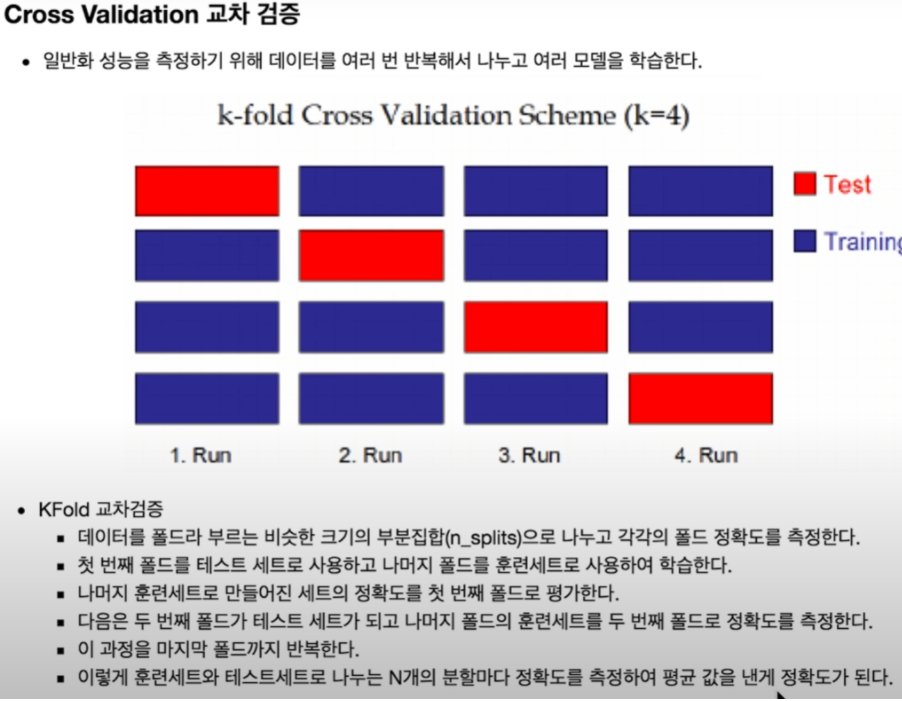 Cross Validation 교차 검증
• 일반화 성능을 측정하기 위해 데이터를 여러 번 반복해서 나누고 여러 모델을 학습한다.
k-fold Cross Validation Scheme (k=4)
Test
Training
1. Run 2. Run 3. Run 4. Run
• KFold 교차검증
▪ 데이터를 폴드라 부르는 비슷한 크기의 부분집합(n_splits)으로 나누고 각각의 폴드 정확도를 측정한다.
▪ 첫 번째 폴드를 테스트 세트로 사용하고 나머지 폴드를 훈련세트로 사용하여 학습한다.
▪ 나머지 훈련세트로 만들어진 세트의 정확도를 첫 번째 폴드로 평가한다.
▪ 다음은 두 번째 폴드가 테스트 세트가 되고 나머지 폴드의 훈련세트를 두 번째 폴드로 정확도를 측정한다.
▪ 이 과정을 마지막 폴드까지 반복한다.
▪ 이렇게 훈련세트와 테스트세트로 나누는 N개의 분할마다 정확도를 측정하여 평균 값을 낸게 정확도가 된다.